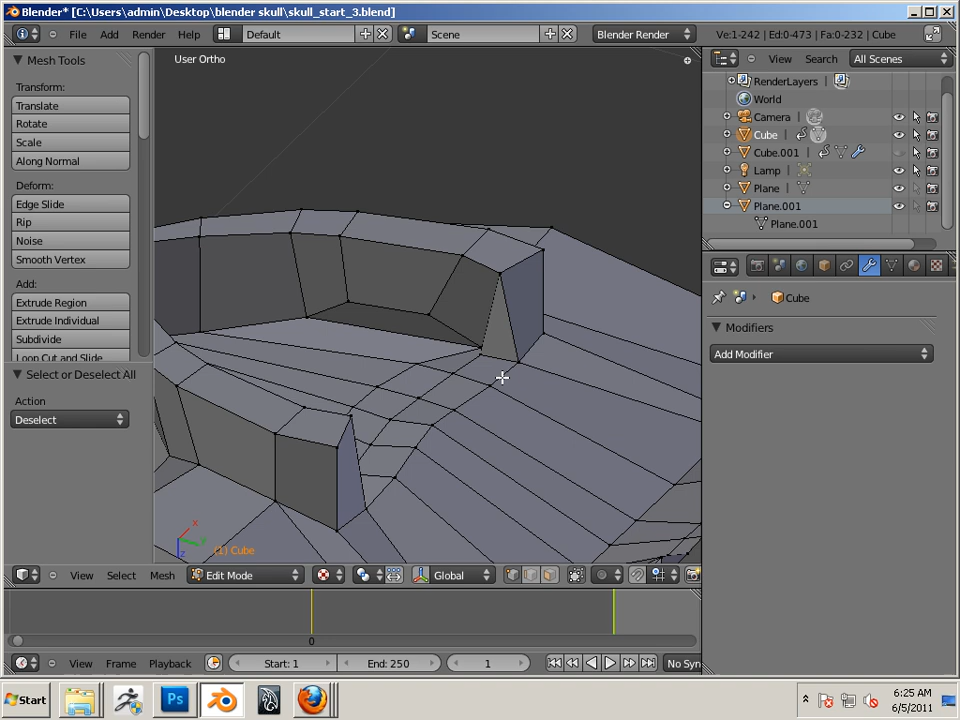 Blender* [C:\Users\admin\Desktop\blender skull\skull_start_3.blend]
File Add Render Help Default Scene Blender Render Ve:1-242 | Ed:0-473 | Fa:0-232 | Cube
Mesh Tools
Transform:
Translate
Rotate
Scale
Along Normal
Deform:
Edge Slide
Rip
Noise
Smooth Vertex
Add:
Extrude Region
Extrude Individual
Subdivide
Loop Cut and Slide
Select or Deselect All
Action
Deselect
User Ortho
x
y
z
(1) Cube
View Select Mesh Edit Mode Global
View Search All Scenes
RenderLayers
World
Camera
Cube
Cube.001
Lamp
Plane
Plane.001
Plane.001
Cube
Modifiers
Add Modifier
0
View Frame Playback Start: 1 End: 250 1 No Syn
Start Ps 6:25 AM
6/5/2011